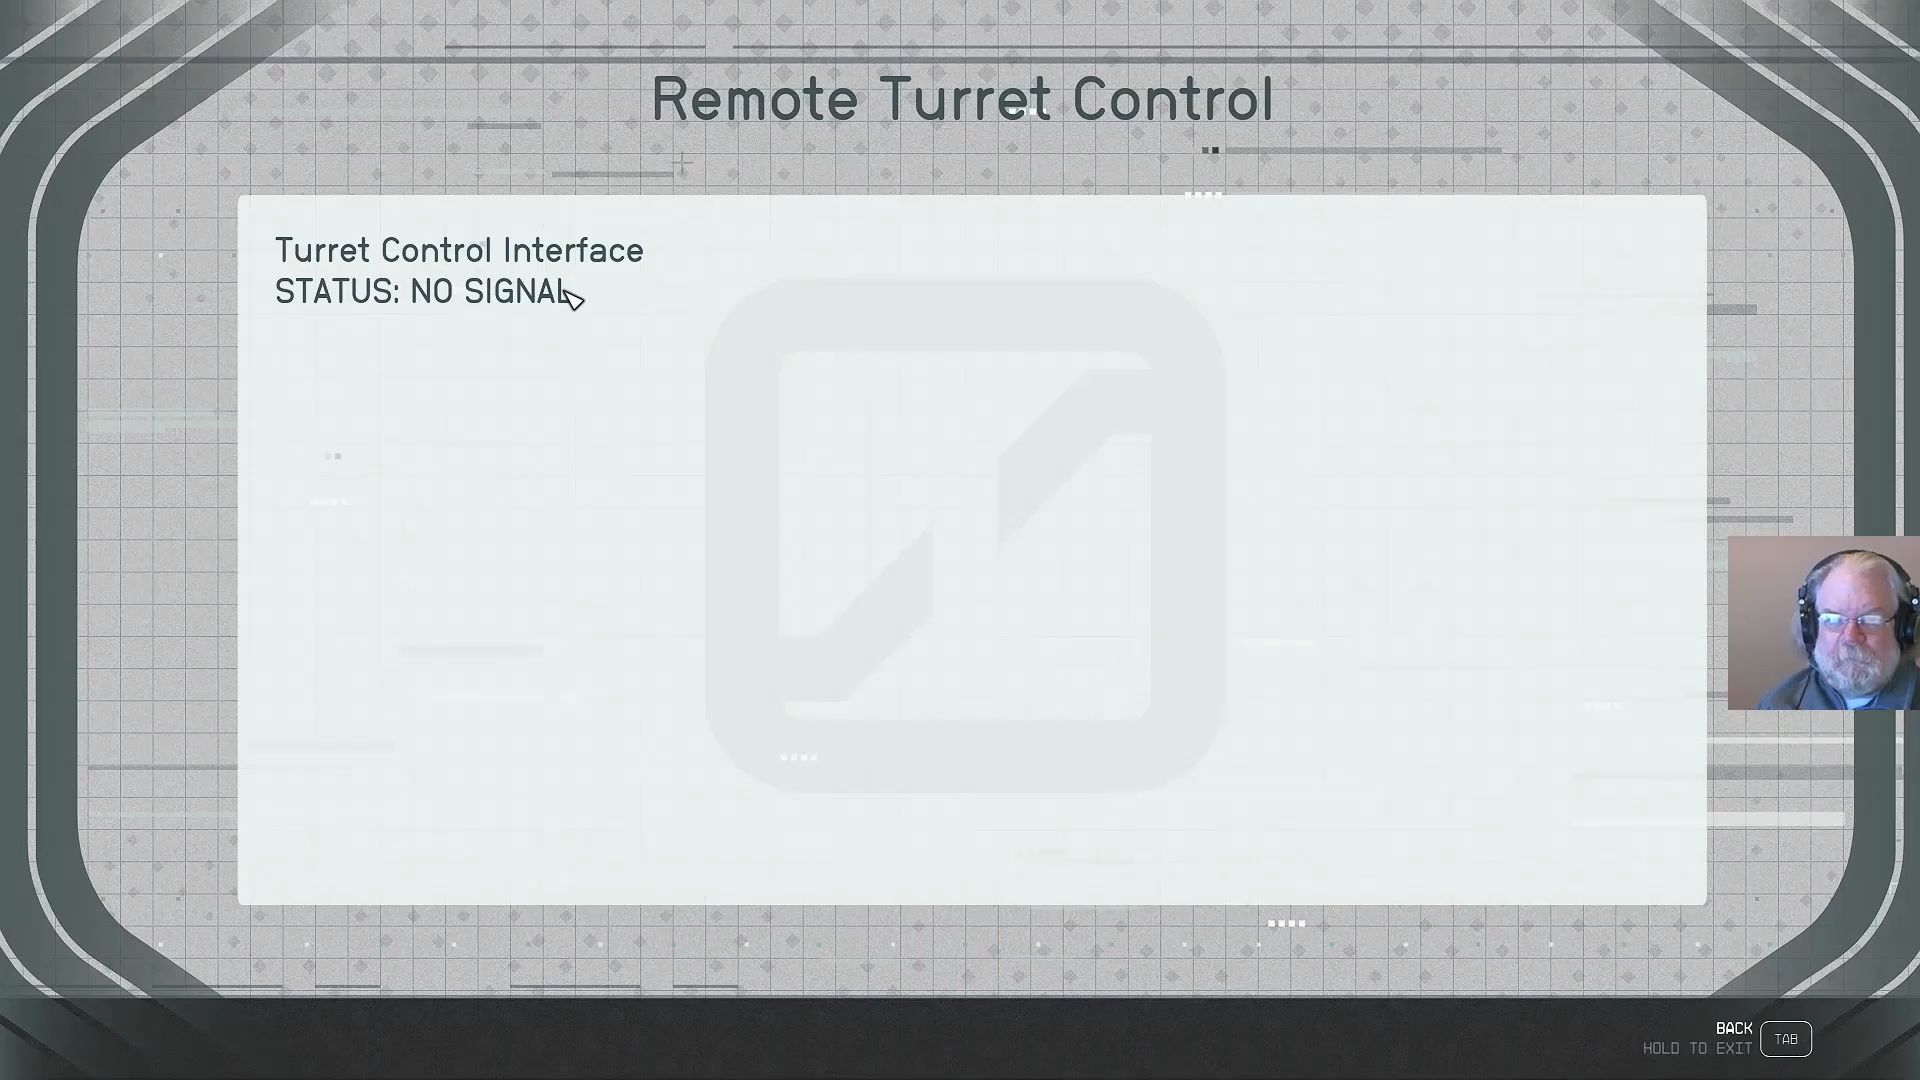 Remote Turret Control
Turret Control Interface
STATUS: NO SIGNAL
BACK
HOLD TO EXIT
TAB